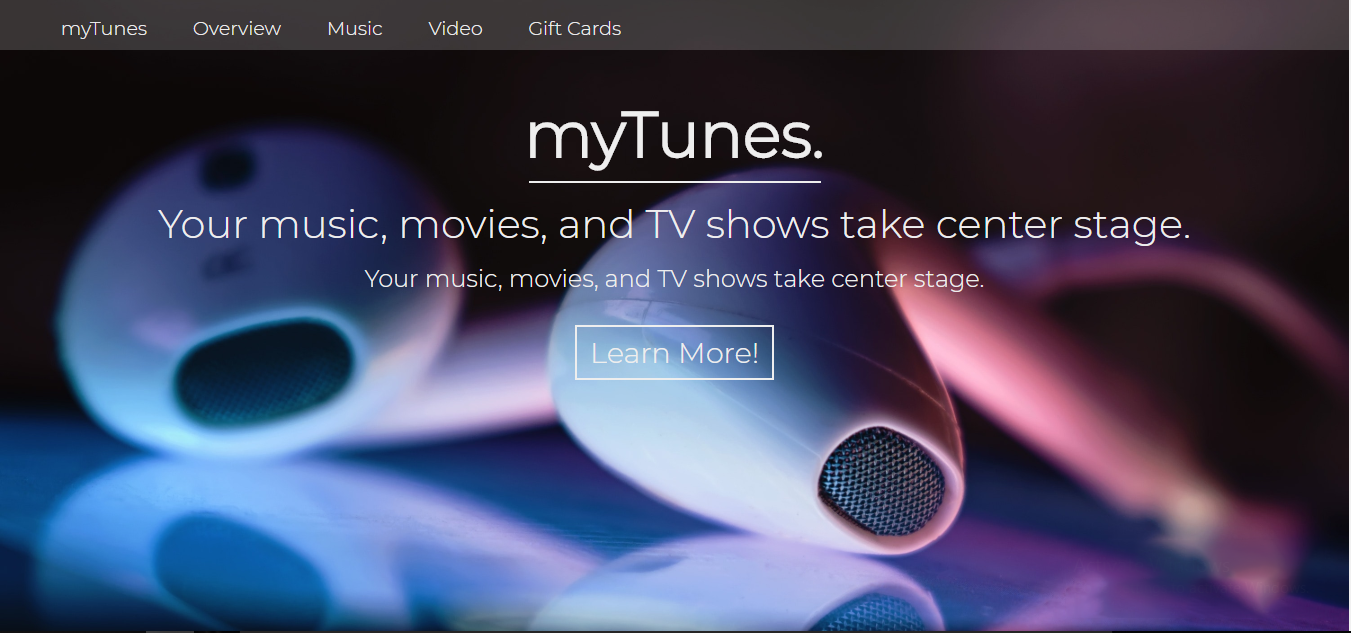 myTunes Overview Music Video Gift Cards
myTunes.
Your music, movies, and TV shows take center stage.
Your music, movies, and TV shows take center stage.
Learn More!